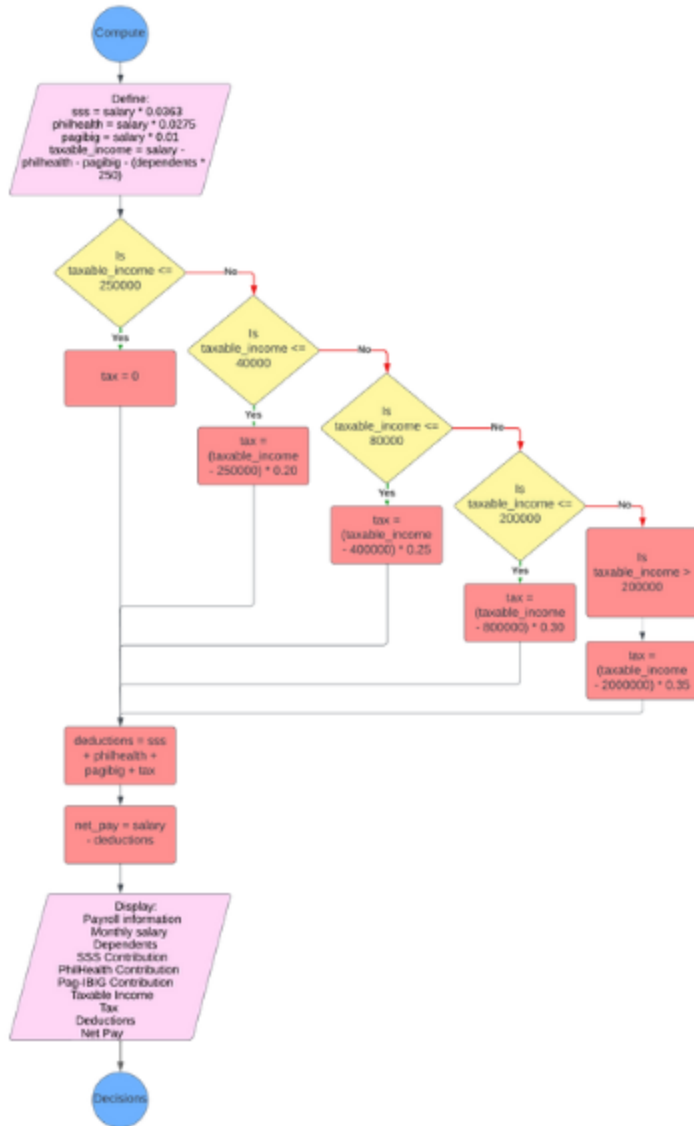 Compute
Define:
sss = salary * 0.0363
philhealth = salary * 0.0275
pagibig = salary * 0.01
taxable_income = salary -
philhealth - pagibig - (dependents *
250)
Is
taxable_income <=
250000
No
Yes
tax = 0
Is
taxable_income <=
40000
No
Yes
tax =
(taxable_income
- 250000) * 0.20
Is
taxable_income <=
80000
No
Yes
tax =
(taxable_income
- 400000) * 0.25
Is
taxable_income <=
200000
No
Yes
tax =
(taxable_income
- 800000) * 0.30
Is
taxable_income >
200000
tax =
(taxable_income
- 2000000) * 0.35
deductions = sss
+ philhealth +
pagibig + tax
net_pay = salary
- deductions
Display:
Payroll information
Monthly salary
Dependents
SSS Contribution
PhilHealth Contribution
Pag-IBIG Contribution
Taxable Income
Tax
Deductions
Net Pay
Decisions